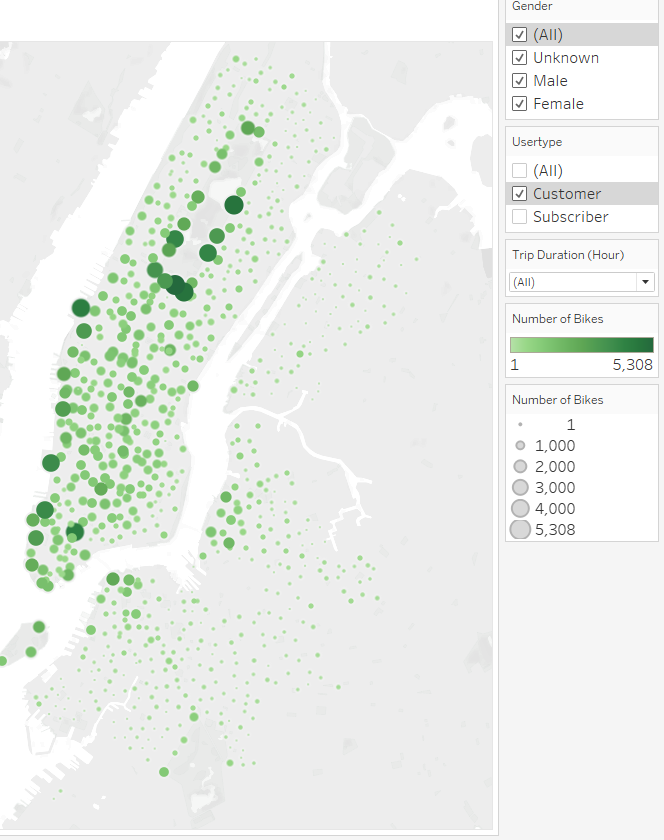 Gender
(All)
Unknown
Male
Female
Usertype
(All)
Customer
Subscriber
Trip Duration (Hour)
(All)
Number of Bikes
1 5,308
Number of Bikes
1
1,000
2,000
3,000
4,000
5,308